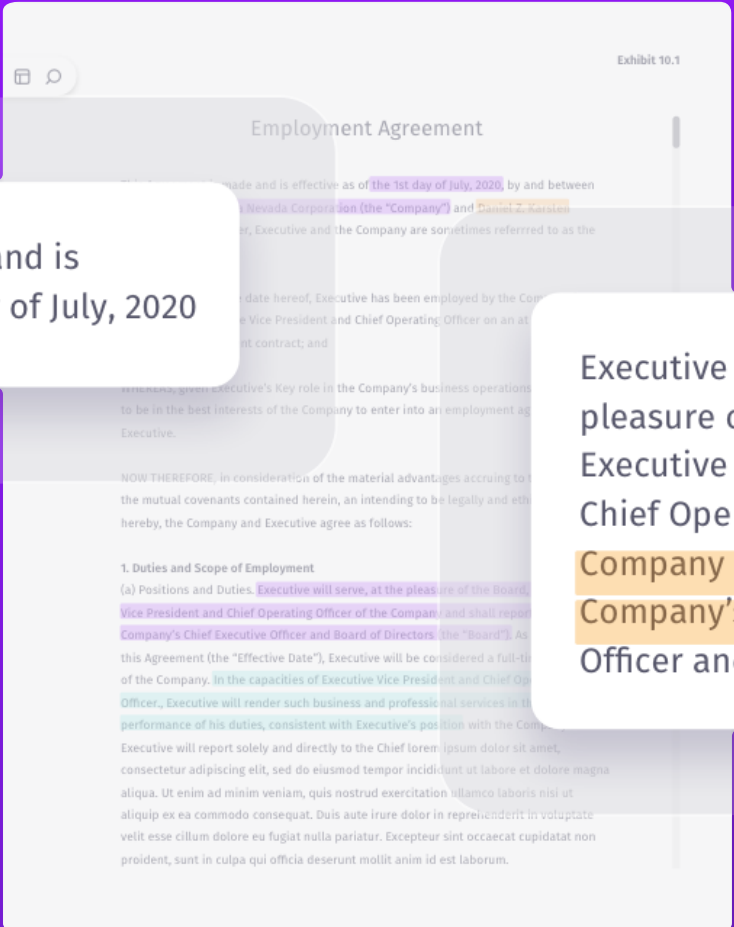 Exhibit 10.1
Employment Agreement
made and is effective as of the 1st day of July, 2020, by and between
Nevada Corporation (the “Company”) and Daniel Z. Karsten
Executive and the Company are sometimes referrred to as the
and is
of July, 2020
date hereof, Executive has been employed by the
Vice President and Chief Operating Officer on an at
contract; and
WHEREAS, given Executive’s Key role in the Company’s business operations
to be in the best interests of the Company to enter into an employment
Executive.
NOW THEREFORE, in consideration of the material advantages accruing to
the mutual covenants contained herein, an intending to be legally and
hereby, the Company and Executive agree as follows:
1. Duties and Scope of Employment
(a) Positions and Duties. Executive will serve, at the pleasure of the Board,
Vice President and Chief Operating Officer of the Company and shall report
Company’s Chief Executive Officer and Board of Directors (the “Board”). As
this Agreement (the “Effective Date”), Executive will be considered a
of the Company. In the capacities of Executive Vice President and Chief
Officer., Executive will render such business and professional services in
performance of his duties, consistent with Executive’s position with the
Executive will report solely and directly to the Chief lorem ipsum dolor sit amet,
consectetur adipiscing elit, sed do eiusmod tempor incididunt ut labore et dolore magna
aliqua. Ut enim ad minim veniam, quis nostrud exercitation ullamco laboris nisi ut
aliquip ex ea commodo consequat. Duis aute irure dolor in reprehenderit in voluptate
velit esse cillum dolore eu fugiat nulla pariatur. Excepteur sint occaecat cupidatat non
proident, sunt in culpa qui officia deserunt mollit anim id est laborum.
Executive
pleasure
Executive
Chief Ope
Company
Company’s
Officer an